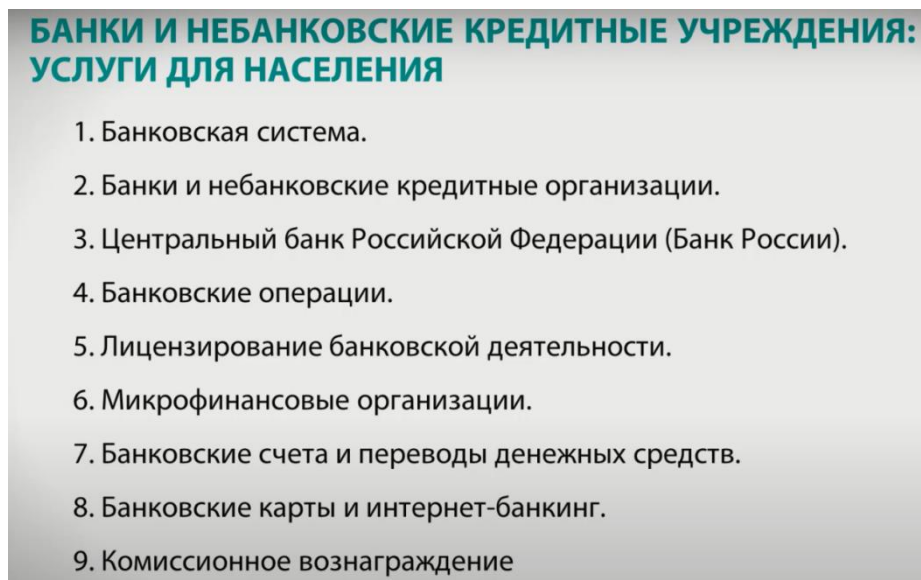 БАНКИ И НЕБАНКОВСКИЕ КРЕДИТНЫЕ УЧРЕЖДЕНИЯ:
УСЛУГИ ДЛЯ НАСЕЛЕНИЯ
1. Банковская система.
2. Банки и небанковские кредитные организации.
3. Центральный банк Российской Федерации (Банк России).
4. Банковские операции.
5. Лицензирование банковской деятельности.
6. Микрофинансовые организации.
7. Банковские счета и переводы денежных средств.
8. Банковские карты и интернет-банкинг.
9. Комиссионное вознаграждение